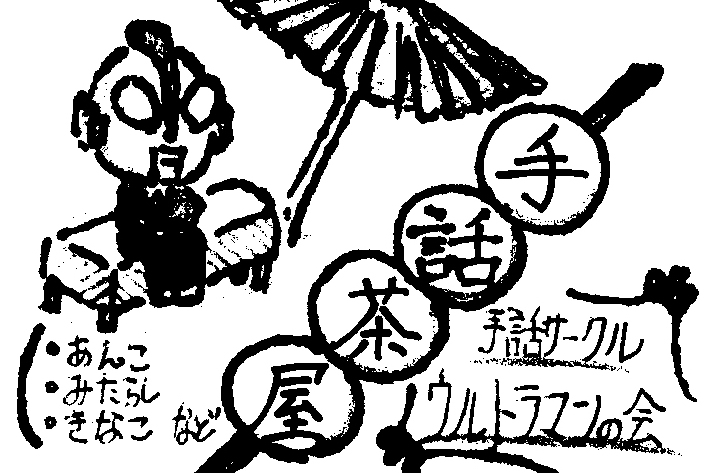 手話茶屋
手話サークル
ウルトラマンの会
・あんこ
・みたらし
・きなこ など